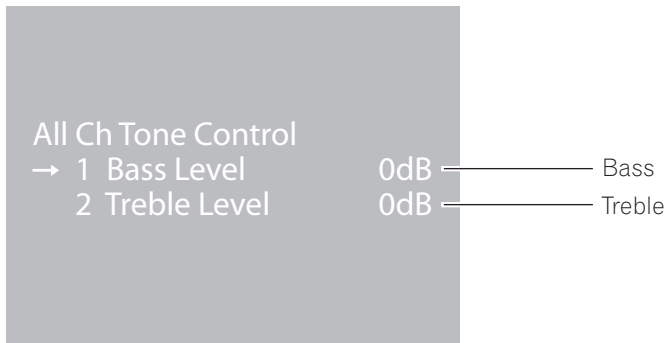 All Ch Tone Control
→ 1 Bass Level 0dB Bass
2 Treble Level 0dB Treble